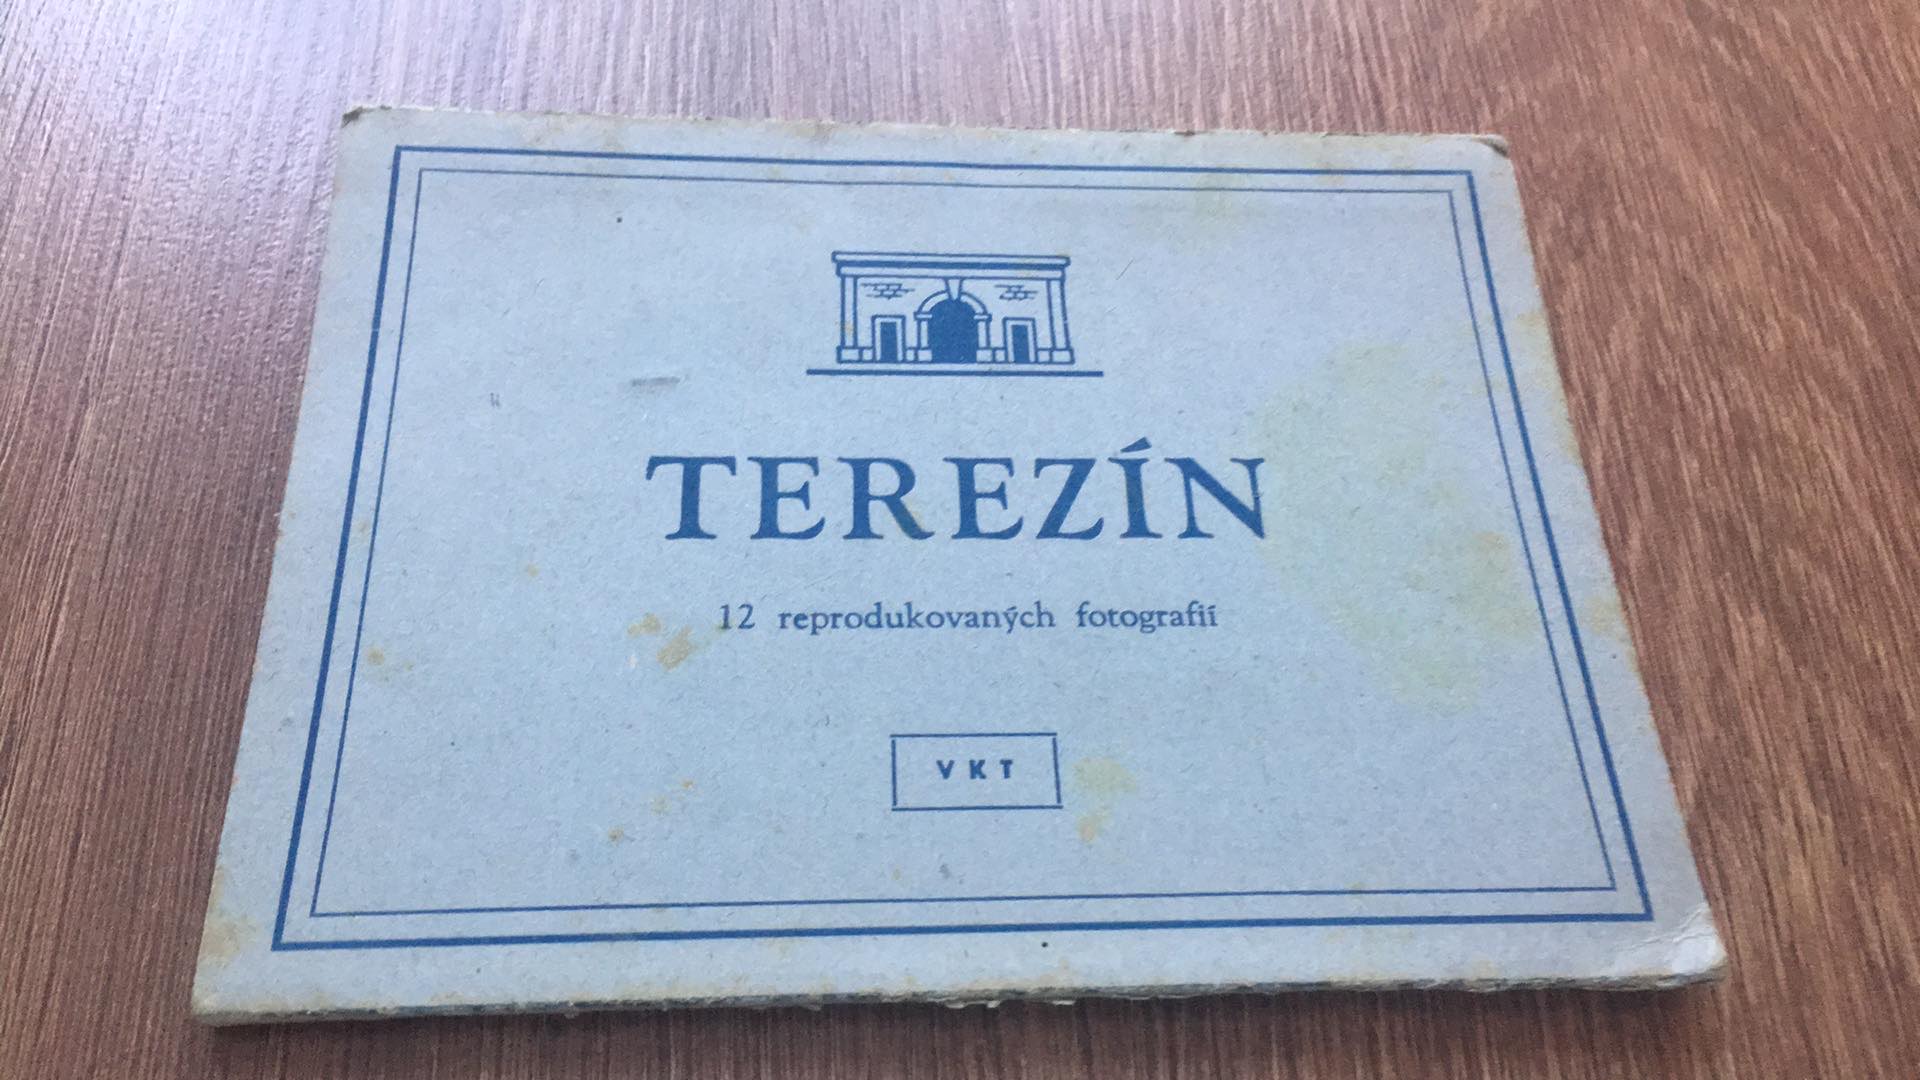 TEREZÍN
12 reprodukovaných fotografií
VKT